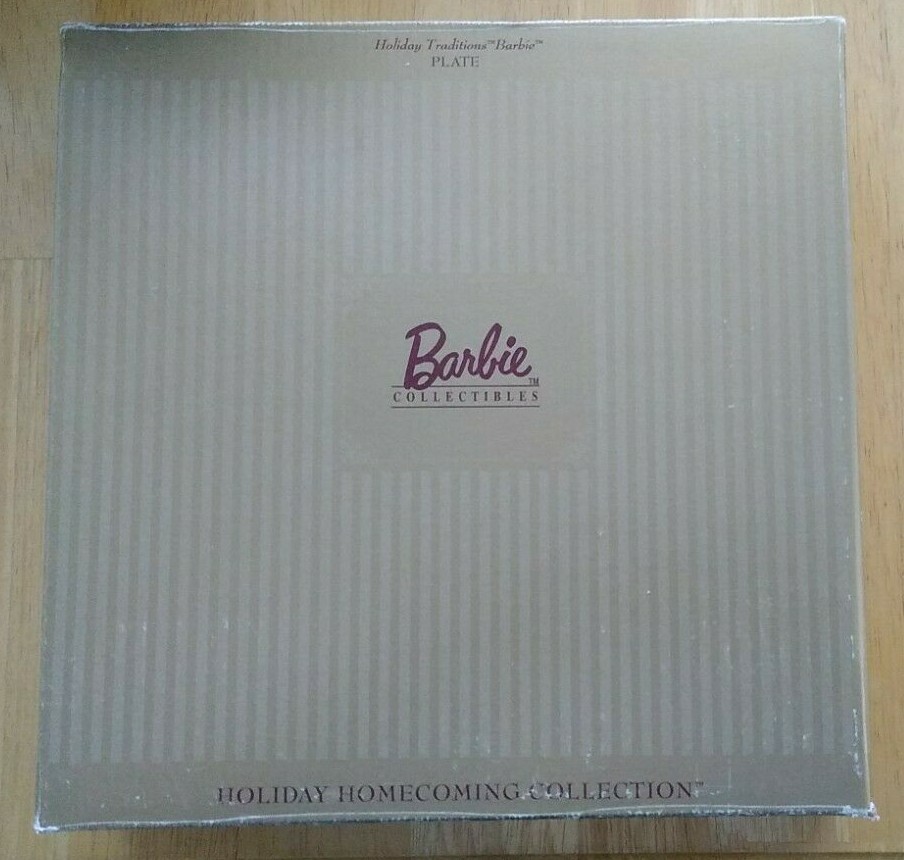 Holiday Traditions™ Barbie™
PLATE
Barbie™
COLLECTIBLES
HOLIDAY HOMECOMING COLLECTION™